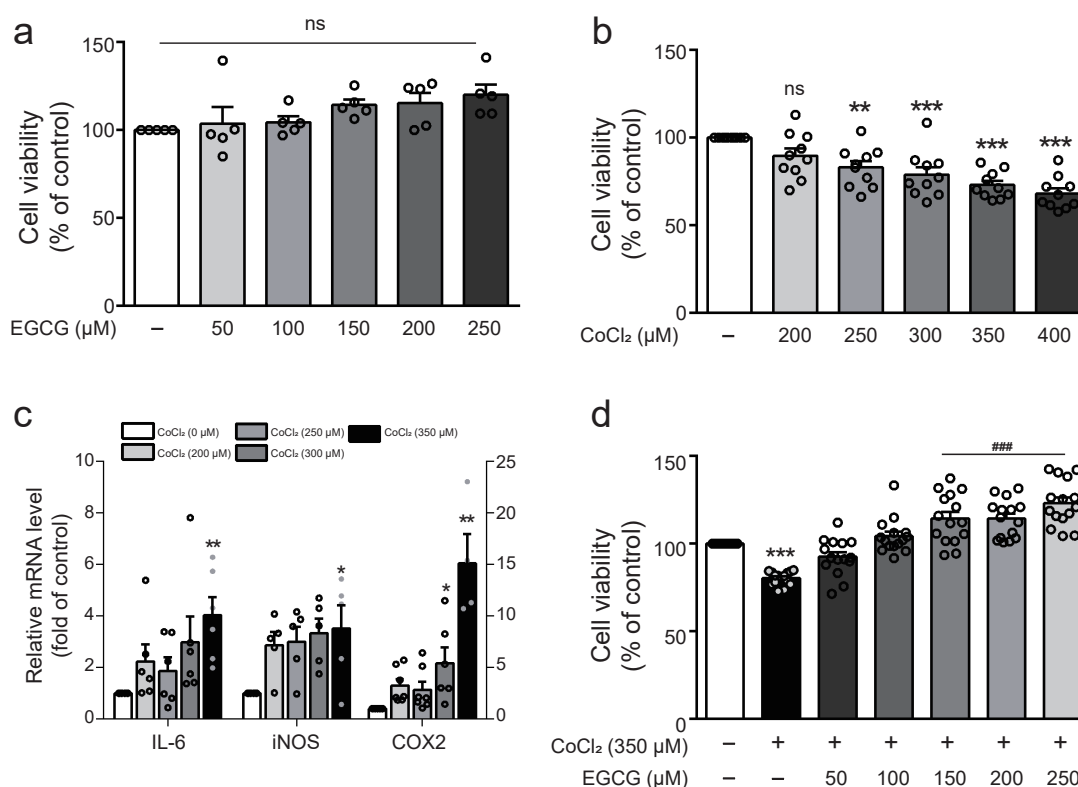 a
ns
150
100
50
0
Cell viability
(% of control)
EGCG (µM)
– 50 100 150 200 250
b
150
100
50
0
Cell viability
(% of control)
ns ** *** *** ***
CoCl₂ (µM)
– 200 250 300 350 400
c
CoCl₂ (0 µM) CoCl₂ (250 µM) CoCl₂ (350 µM)
CoCl₂ (200 µM) CoCl₂ (300 µM)
10
8
6
4
2
0
Relative mRNA level
(fold of control)
25
20
15
10
5
0
** * * **
IL-6 iNOS COX2
d
###
150
100
50
0
Cell viability
(% of control)
***
CoCl₂ (350 µM) – + + + + + +
EGCG (µM) – – 50 100 150 200 250